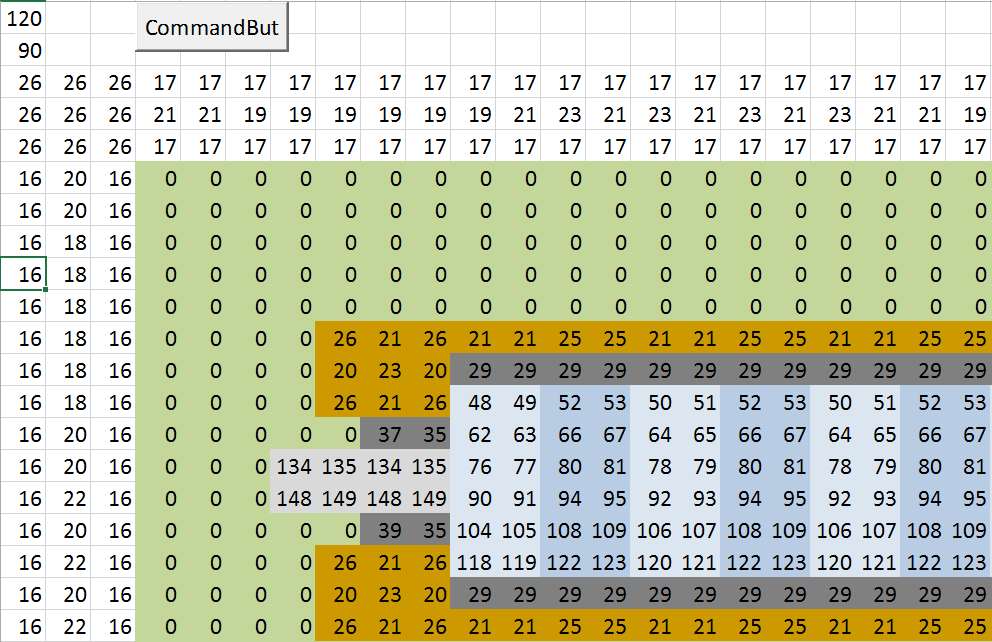 120 CommandBut
90
26 26 26 17 17 17 17 17 17 17 17 17 17 17 17 17 17 17 17 17 17 17
26 26 26 21 21 19 19 19 19 19 19 21 23 21 23 21 23 21 23 21 21 19
26 26 26 17 17 17 17 17 17 17 17 17 17 17 17 17 17 17 17 17 17 17
16 20 16 0 0 0 0 0 0 0 0 0 0 0 0 0 0 0 0 0 0 0
16 20 16 0 0 0 0 0 0 0 0 0 0 0 0 0 0 0 0 0 0 0
16 18 16 0 0 0 0 0 0 0 0 0 0 0 0 0 0 0 0 0 0 0
16 18 16 0 0 0 0 0 0 0 0 0 0 0 0 0 0 0 0 0 0 0
16 18 16 0 0 0 0 0 0 0 0 0 0 0 0 0 0 0 0 0 0 0
16 18 16 0 0 0 0 26 21 26 21 21 25 25 21 21 25 25 21 21 25 25
16 18 16 0 0 0 0 20 23 20 29 29 29 29 29 29 29 29 29 29 29 29
16 18 16 0 0 0 0 26 21 26 48 49 52 53 50 51 52 53 50 51 52 53
16 20 16 0 0 0 0 0 37 35 62 63 66 67 64 65 66 67 64 65 66 67
16 20 16 0 0 0 134 135 134 135 76 77 80 81 78 79 80 81 78 79 80 81
16 22 16 0 0 0 148 149 148 149 90 91 94 95 92 93 94 95 92 93 94 95
16 20 16 0 0 0 0 0 39 35 104 105 108 109 106 107 108 109 106 107 108 109
16 22 16 0 0 0 0 26 21 26 118 119 122 123 120 121 122 123 120 121 122 123
16 20 16 0 0 0 0 20 23 20 29 29 29 29 29 29 29 29 29 29 29 29
16 22 16 0 0 0 0 26 21 26 21 21 25 25 21 21 25 25 21 21 25 25